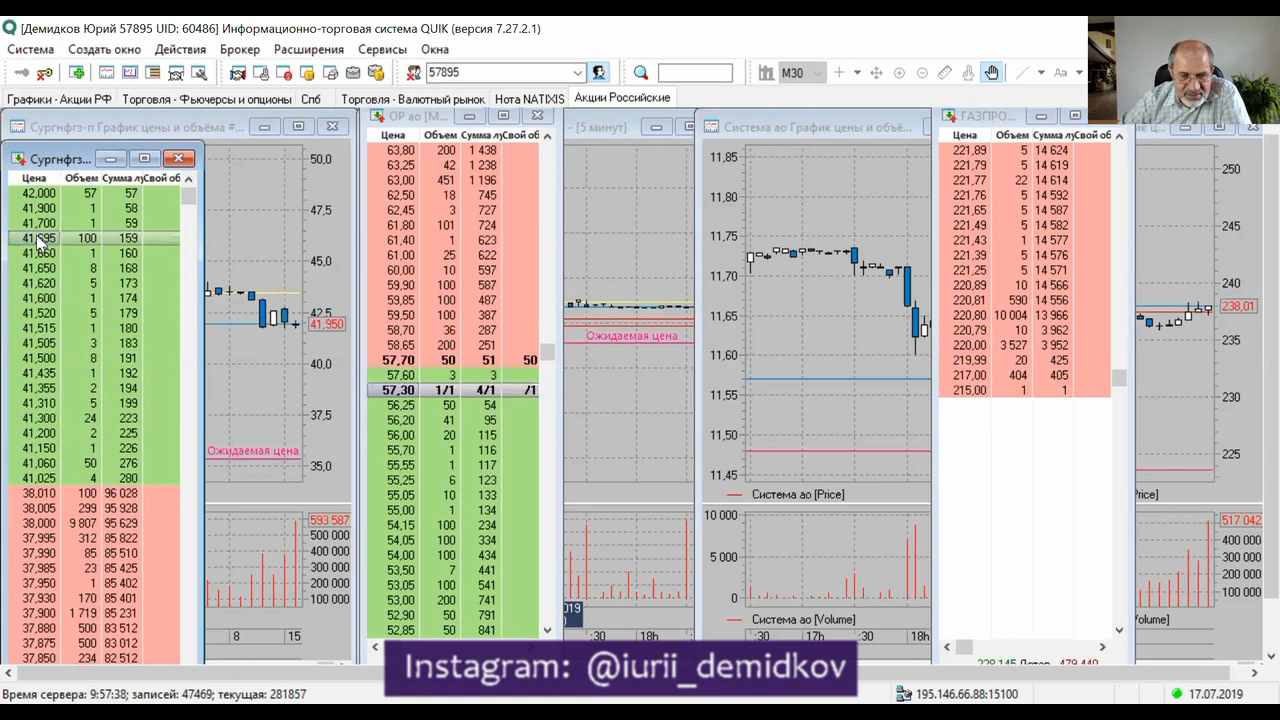 [Демидков Юрий 57895 UID: 60486] Информационно-торговая система QUIK (версия 7.27.2.1)
Система Создать окно Действия Брокер Расширения Сервисы Окна
57895 M30 Aa
Графики - Акции РФ Торговля - Фьючерсы и опционы Спб Торговля - Валютный рынок Нота NATIXIS Акции Российские
Сургнфгз-п График цены и объёма #...
Сургнфгз...
Цена Объем Сумма лу Свой об
42,000 57 57
41,900 1 58
41,700 1 59
100 159
1 160
41,650 8 168
41,620 5 173
41,600 1 174
41,520 5 179
41,515 1 180
41,505 3 183
41,500 8 191
41,435 1 192
41,355 2 194
41,310 5 199
41,300 24 223
41,200 2 225
41,150 1 226
41,060 50 276
41,025 4 280
38,010 100 96 028
38,005 299 95 928
38,000 9 807 95 629
37,995 312 85 822
37,990 85 85 510
37,985 23 85 425
37,950 1 85 402
37,930 170 85 401
37,900 1 719 85 231
37,880 500 83 512
37,875 500 83 012
37,850 234 82 512
50,0
47,5
45,0
42,5
41,950
40,0
37,5
Ожидаемая цена
35,0
593 587
500 000
400 000
300 000
200 000
100 000
8 15
ОР ао [М...
Цена Объем Сумма лу Свой об
200 1 438
63,25 42 1 238
63,00 451 1 196
62,50 18 745
62,45 3 727
61,80 101 724
61,40 1 623
61,00 25 622
60,00 10 597
59,90 100 587
59,85 100 487
59,50 100 387
58,70 36 287
58,65 200 251
57,70 50 51 50
57,60 3 3
57,30 1/1 4/1 /1
56,25 50 54
56,20 41 95
56,00 20 115
55,70 1 116
55,55 1 117
55,25 6 123
55,05 10 133
55,00 1 134
54,15 100 234
54,05 100 334
54,00 100 434
53,50 7 441
53,05 100 541
53,00 200 741
52,90 50 791
52,85 50 841
- [5 минут]
Ожидаемая цена
019
:30 18h
Система ао График цены и объё...
11,85
11,80
11,75
11,70
11,65
11,60
11,55
11,50
11,45
Система ао [Price]
10 000
5 000
0
Система ао [Volume]
:30 17h :30 18h
ГАЗПРО...
Цена Объем Сумма лу Свой об
221,89 5 14 624
221,79 5 14 619
221,77 22 14 614
221,76 5 14 592
221,65 5 14 587
221,49 5 14 582
221,43 1 14 577
221,39 5 14 576
221,25 5 14 571
220,89 10 14 566
220,81 590 14 556
220,80 10 004 13 966
220,79 10 3 962
220,00 3 527 3 952
219,99 20 425
217,00 404 405
215,00 1 1
250
245
240
238,01
235
230
225
Price]
517 042
400 000
300 000
200 000
100 000
olume]
8 15
Instagram: @iurii_demidkov
Время сервера: 9:57:38; записей: 47469; текущая: 281857 195.146.66.88:15100 17.07.2019